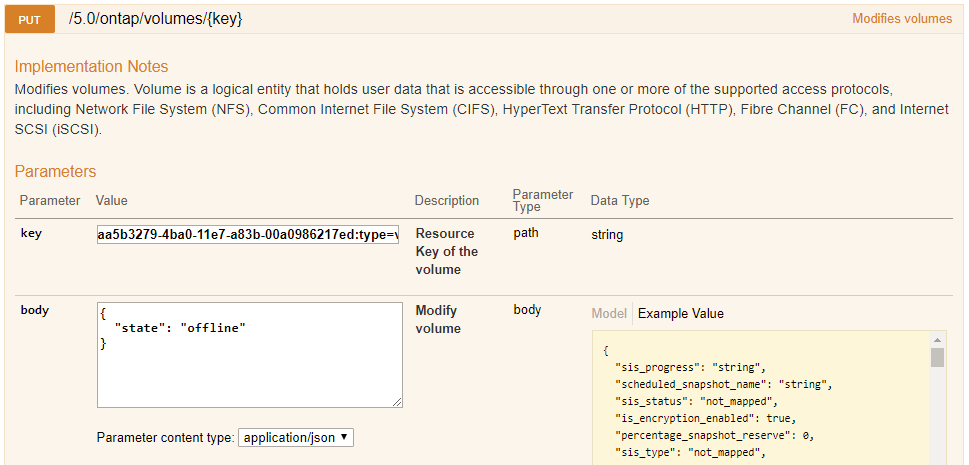 PUT /5.0/ontap/volumes/{key} Modifies volumes
Implementation Notes
Modifies volumes. Volume is a logical entity that holds user data that is accessible through one or more of the supported access protocols,
including Network File System (NFS), Common Internet File System (CIFS), HyperText Transfer Protocol (HTTP), Fibre Channel (FC), and Internet
SCSI (iSCSI).
Parameters
Parameter Value Description Parameter Type Data Type
key aa5b3279-4ba0-11e7-a83b-00a0986217ed:type=v Resource path string
Key of the
volume
body { Modify body Model Example Value
"state": "offline" volume
}
{
"sis_progress": "string",
"scheduled_snapshot_name": "string",
"sis_status": "not_mapped",
"is_encryption_enabled": true,
"percentage_snapshot_reserve": 0,
"sis_type": "not_mapped",
Parameter content type: application/json